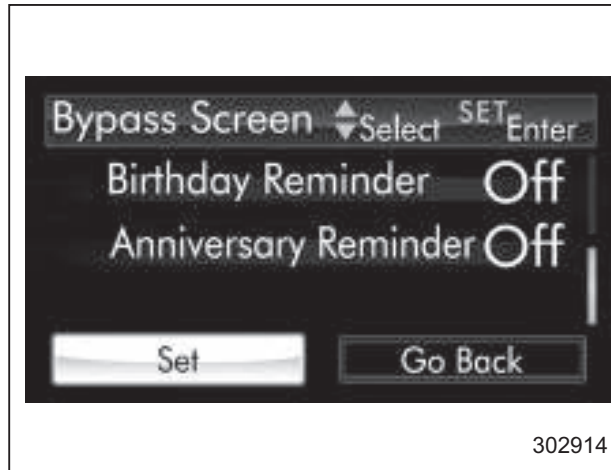 Bypass Screen Select SET Enter
Birthday Reminder Off
Anniversary Reminder Off
Set Go Back
302914